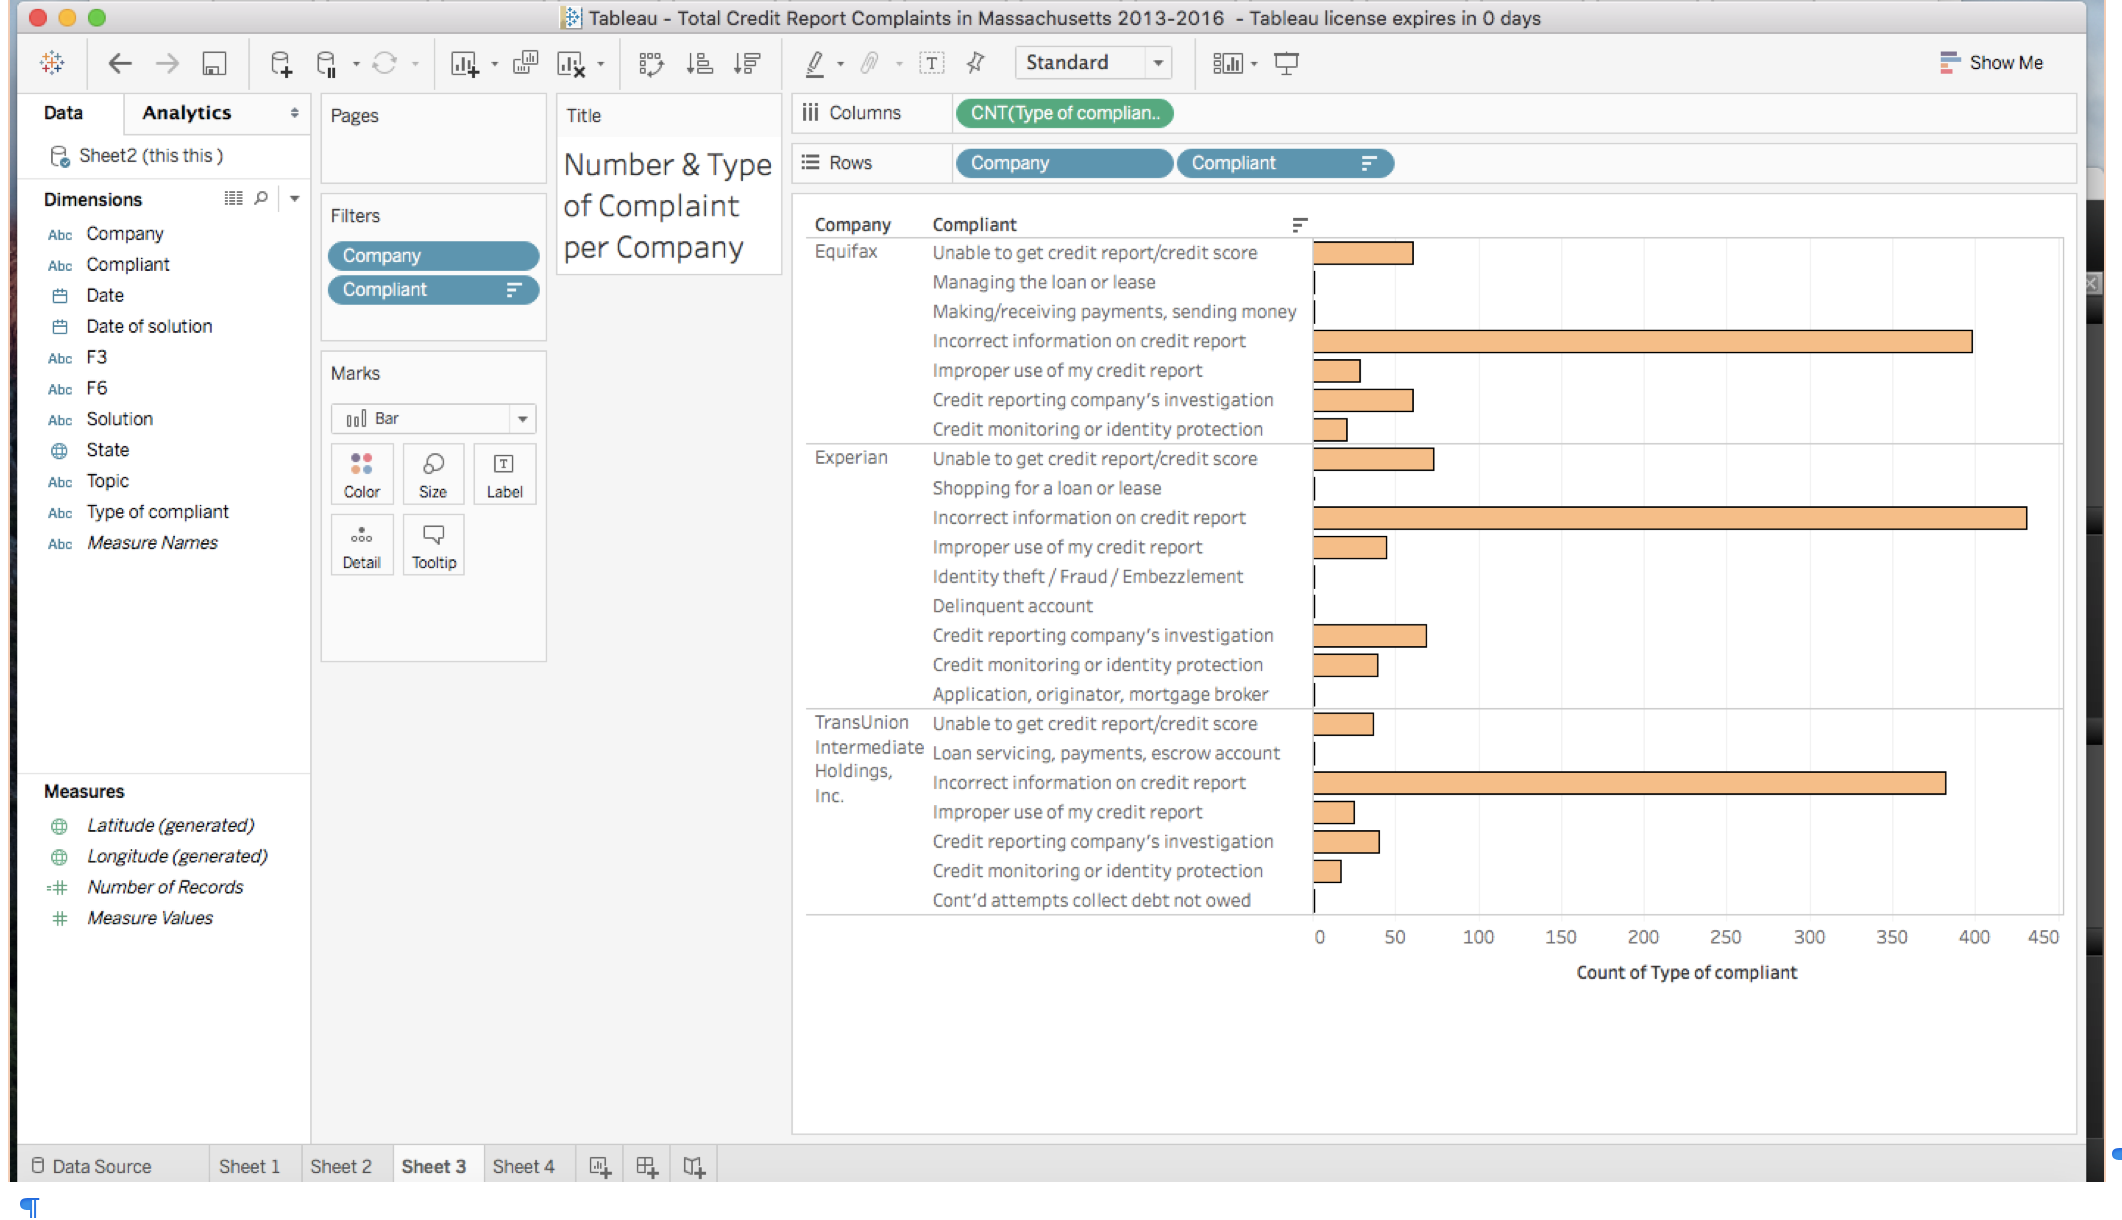 Tableau - Total Credit Report Complaints in Massachusetts 2013-2016 - Tableau license expires in 0 days
Standard
Show Me
Data
Analytics
Sheet2 (this this )
Dimensions
Abc Company
Abc Compliant
Date
Date of solution
Abc F3
Abc F6
Abc Solution
State
Abc Topic
Abc Type of compliant
Abc Measure Names
Measures
Latitude (generated)
Longitude (generated)
=# Number of Records
# Measure Values
Pages
Filters
Company
Compliant
Marks
Bar
Color
Size
T
Label
Detail
Tooltip
Title
Number & Type
of Complaint
per Company
Columns
CNT(Type of complian..
Rows
Company
Compliant
Company
Compliant
Equifax
Unable to get credit report/credit score
Managing the loan or lease
Making/receiving payments, sending money
Incorrect information on credit report
Improper use of my credit report
Credit reporting company's investigation
Credit monitoring or identity protection
Experian
Unable to get credit report/credit score
Shopping for a loan or lease
Incorrect information on credit report
Improper use of my credit report
Identity theft / Fraud / Embezzlement
Delinquent account
Credit reporting company's investigation
Credit monitoring or identity protection
Application, originator, mortgage broker
TransUnion
Intermediate
Holdings,
Inc.
Unable to get credit report/credit score
Loan servicing, payments, escrow account
Incorrect information on credit report
Improper use of my credit report
Credit reporting company's investigation
Credit monitoring or identity protection
Cont'd attempts collect debt not owed
0 50 100 150 200 250 300 350 400 450
Count of Type of compliant
Data Source
Sheet 1
Sheet 2
Sheet 3
Sheet 4
¶